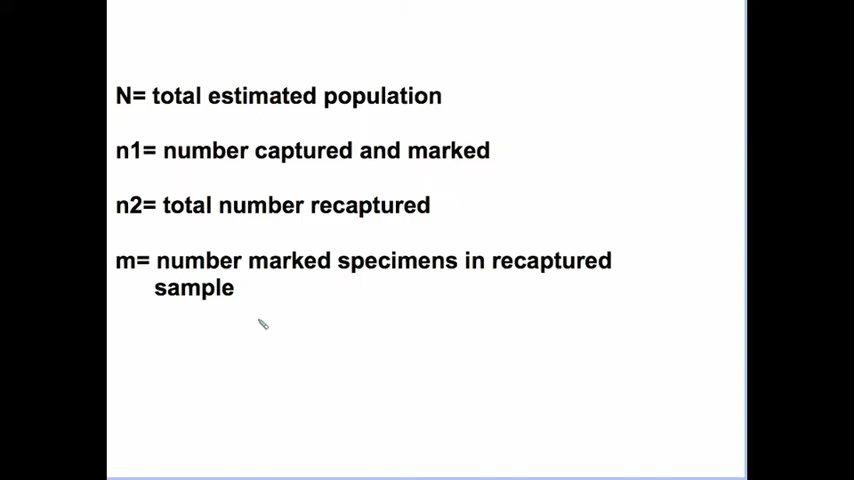 N= total estimated population
n1= number captured and marked
n2= total number recaptured
m= number marked specimens in recaptured
sample